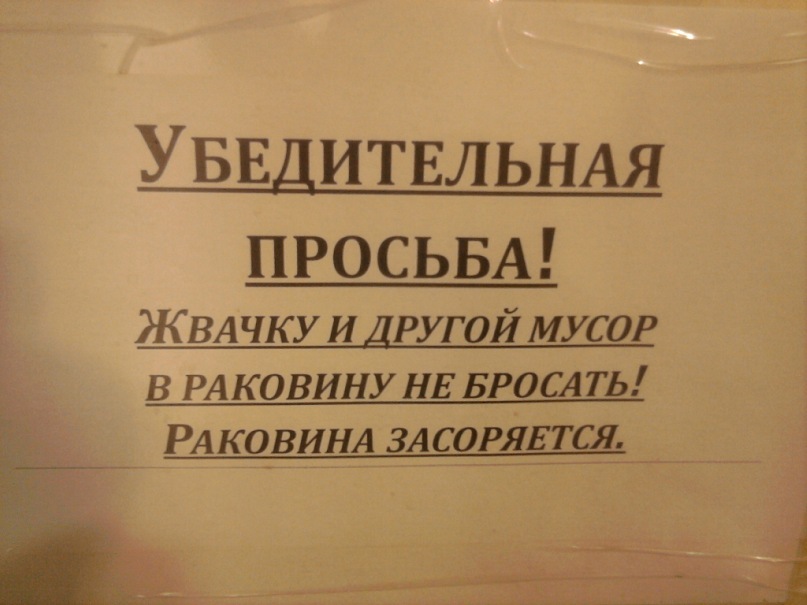 Убедительная
просьба!
Жвачку и другой мусор
в раковину не бросать!
Раковина засоряется.